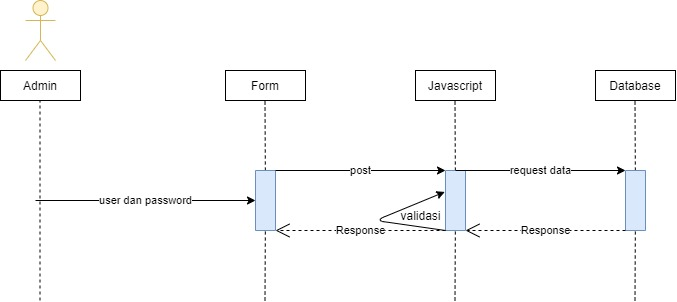 Admin
Form
Javascript
Database
post
request data
user dan password
validasi
Response
Response